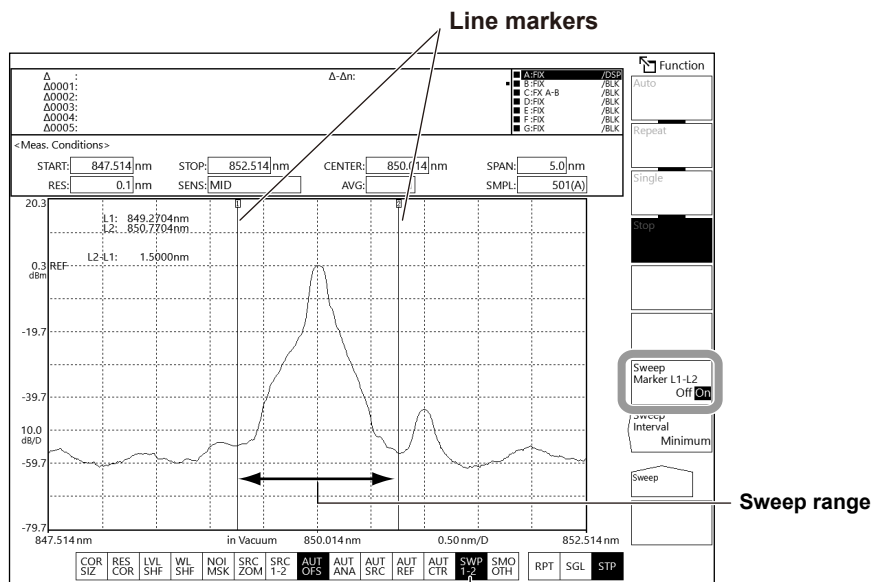 Line markers
Function
Δ :
Δ0001:
Δ0002:
Δ0003:
Δ0004:
Δ0005:
Δ-Δn:
A:FIX /DSP
B:FIX /BLK
C:FIX A-B /BLK
D:FIX /BLK
E:FIX /BLK
F:FIX /BLK
G:FIX /BLK
<Meas. Conditions>
START: 847.514 nm STOP: 852.514 nm CENTER: 850.014 nm SPAN: 5.0 nm
RES: 0.1 nm SENS: MID AVG: SMPL: 501(A)
Auto
Repeat
Single
Stop
Sweep
Marker L1-L2
Off On
Sweep
Interval
Minimum
Sweep
20.3
1 2
L1: 849.2704nm
L2: 850.7704nm
L2-L1: 1.5000nm
0.3 REF
dBm
-19.7
-39.7
10.0
dB/D
-59.7
-79.7
Sweep range
847.514 nm in Vacuum 850.014 nm 0.50 nm/D 852.514 nm
COR SIZ
RES COR
LVL SHF
WL SHF
NOI MSK
SRC ZOM
SRC 1-2
AUT OFS
AUT ANA
AUT SRC
AUT REF
AUT CTR
SWP 1-2
SMO OTH
RPT
SGL
STP